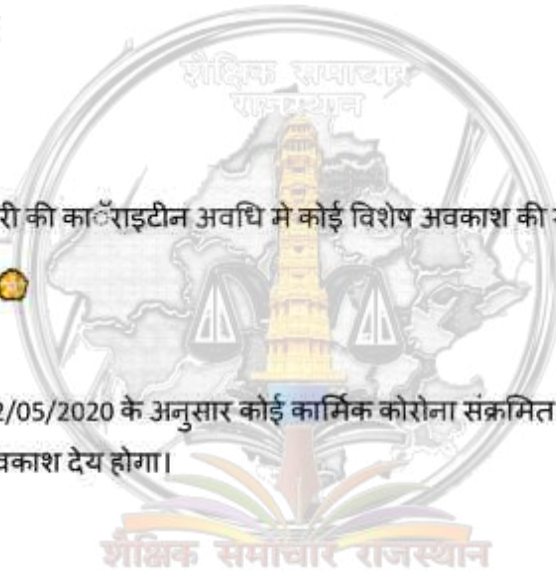 शैक्षिक समाचार
राजस्थान
री की काॅराइटीन अवधि मे कोई विशेष अवकाश की
2/05/2020 के अनुसार कोई कार्मिक कोरोना संक्रमित
वकाश देय होगा।
शैक्षिक समाचार राजस्थान